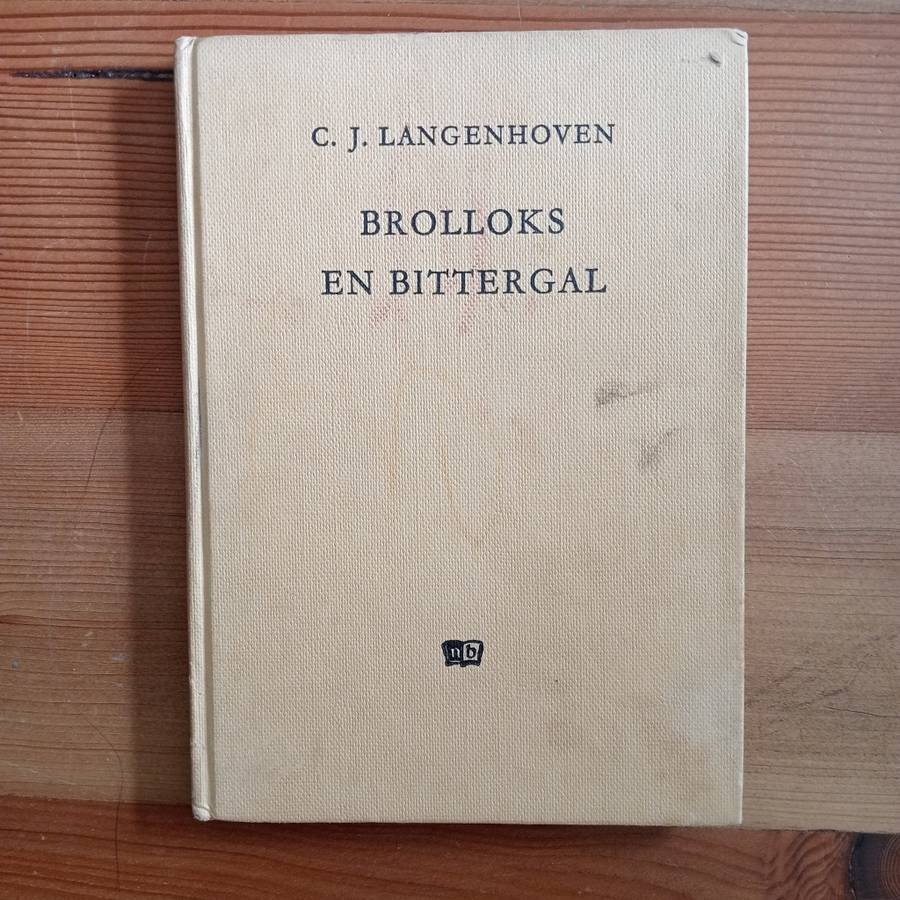 C. J. LANGENHOVEN
BROLLOKS
EN BITTERGAL
nb